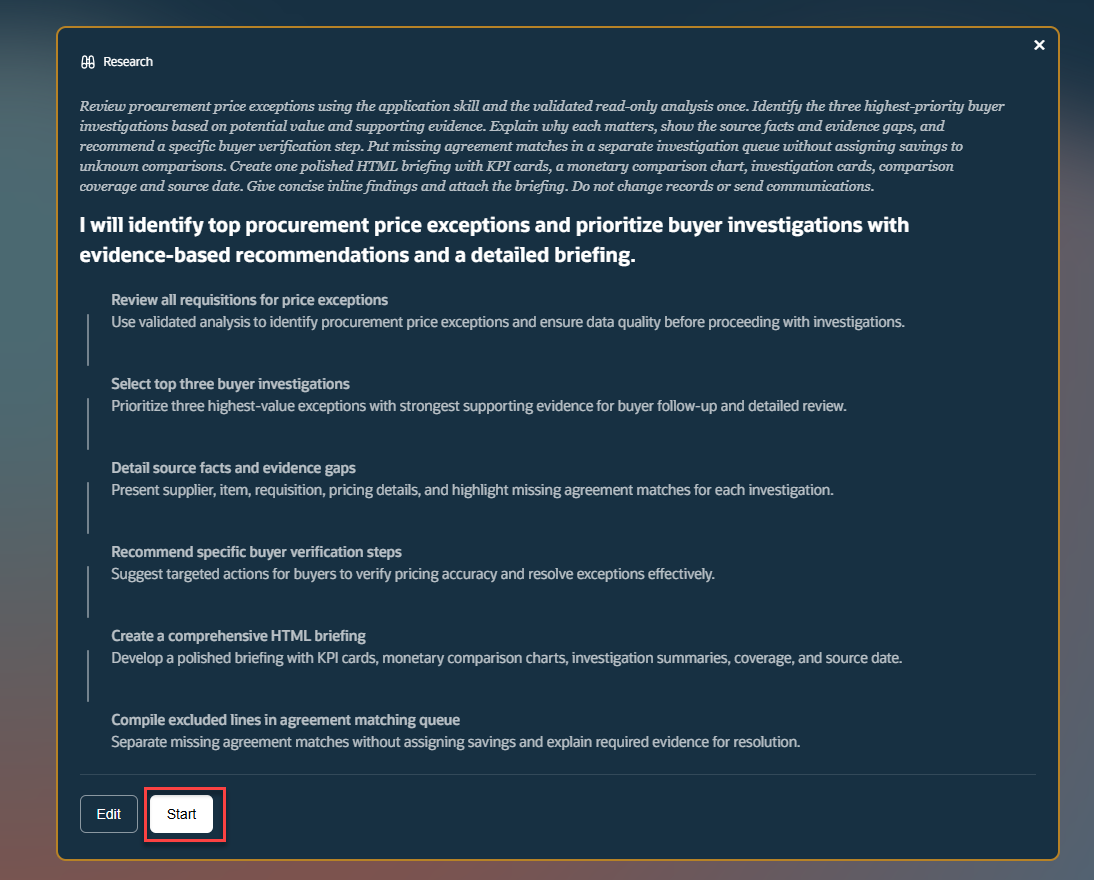 Research
Review procurement price exceptions using the application skill and the validated read-only analysis once. Identify the three highest-priority buyer
investigations based on potential value and supporting evidence. Explain why each matters, show the source facts and evidence gaps, and
recommend a specific buyer verification step. Put missing agreement matches in a separate investigation queue without assigning savings to
unknown comparisons. Create one polished HTML briefing with KPI cards, a monetary comparison chart, investigation cards, comparison
coverage and source date. Give concise inline findings and attach the briefing. Do not change records or send communications.
I will identify top procurement price exceptions and prioritize buyer investigations with
evidence-based recommendations and a detailed briefing.
Review all requisitions for price exceptions
Use validated analysis to identify procurement price exceptions and ensure data quality before proceeding with investigations.
Select top three buyer investigations
Prioritize three highest-value exceptions with strongest supporting evidence for buyer follow-up and detailed review.
Detail source facts and evidence gaps
Present supplier, item, requisition, pricing details, and highlight missing agreement matches for each investigation.
Recommend specific buyer verification steps
Suggest targeted actions for buyers to verify pricing accuracy and resolve exceptions effectively.
Create a comprehensive HTML briefing
Develop a polished briefing with KPI cards, monetary comparison charts, investigation summaries, coverage, and source date.
Compile excluded lines in agreement matching queue
Separate missing agreement matches without assigning savings and explain required evidence for resolution.
Edit
Start